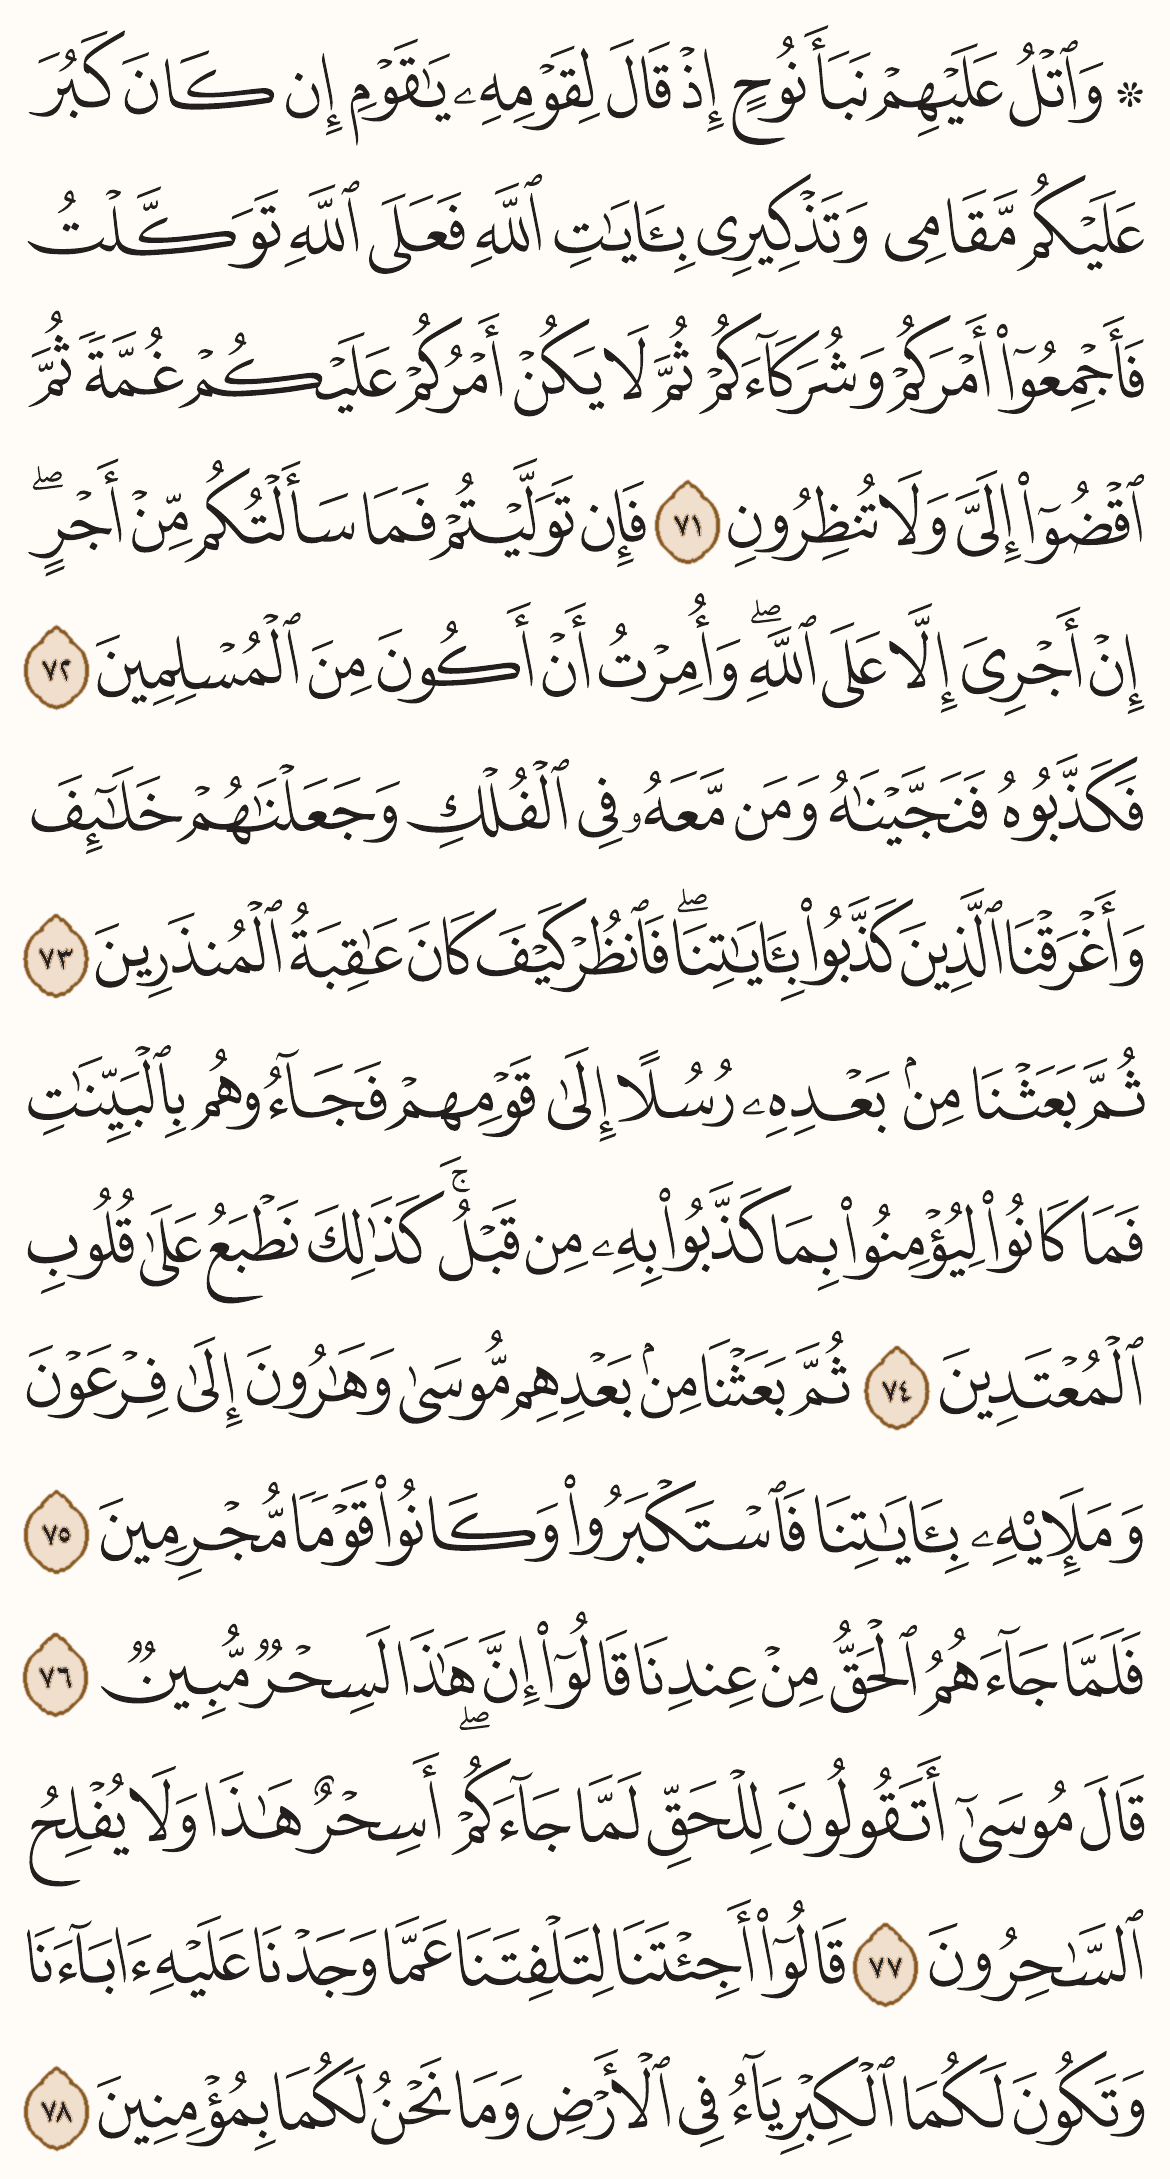 ۞ وَٱتۡلُ عَلَيۡهِمۡ نَبَأَ نُوحٍ إِذۡ قَالَ لِقَوۡمِهِۦ يَٰقَوۡمِ إِن كَانَ كَبُرَ
عَلَيۡكُم مَّقَامِي وَتَذۡكِيرِي بِـَٔايَٰتِ ٱللَّهِ فَعَلَى ٱللَّهِ تَوَكَّلۡتُ
فَأَجۡمِعُوٓاْ أَمۡرَكُمۡ وَشُرَكَآءَكُمۡ ثُمَّ لَا يَكُنۡ أَمۡرُكُمۡ عَلَيۡكُمۡ غُمَّةٗ ثُمَّ
ٱقۡضُوٓاْ إِلَيَّ وَلَا تُنظِرُونِ ٧١ فَإِن تَوَلَّيۡتُمۡ فَمَا سَأَلۡتُكُم مِّنۡ أَجۡرٍۖ
إِنۡ أَجۡرِيَ إِلَّا عَلَى ٱللَّهِۖ وَأُمِرۡتُ أَنۡ أَكُونَ مِنَ ٱلۡمُسۡلِمِينَ ٧٢
فَكَذَّبُوهُ فَنَجَّيۡنَٰهُ وَمَن مَّعَهُۥ فِي ٱلۡفُلۡكِ وَجَعَلۡنَٰهُمۡ خَلَٰٓئِفَ
وَأَغۡرَقۡنَا ٱلَّذِينَ كَذَّبُواْ بِـَٔايَٰتِنَاۖ فَٱنظُرۡ كَيۡفَ كَانَ عَٰقِبَةُ ٱلۡمُنذَرِينَ ٧٣
ثُمَّ بَعَثۡنَا مِنۢ بَعۡدِهِۦ رُسُلًا إِلَىٰ قَوۡمِهِمۡ فَجَآءُوهُم بِٱلۡبَيِّنَٰتِ
فَمَا كَانُواْ لِيُؤۡمِنُواْ بِمَا كَذَّبُواْ بِهِۦ مِن قَبۡلُۚ كَذَٰلِكَ نَطۡبَعُ عَلَىٰ قُلُوبِ
ٱلۡمُعۡتَدِينَ ٧٤ ثُمَّ بَعَثۡنَا مِنۢ بَعۡدِهِم مُّوسَىٰ وَهَٰرُونَ إِلَىٰ فِرۡعَوۡنَ
وَمَلَإِيْهِۦ بِـَٔايَٰتِنَا فَٱسۡتَكۡبَرُواْ وَكَانُواْ قَوۡمٗا مُّجۡرِمِينَ ٧٥
فَلَمَّا جَآءَهُمُ ٱلۡحَقُّ مِنۡ عِندِنَا قَالُوٓاْ إِنَّ هَٰذَا لَسِحۡرٞ مُّبِينٞ ٧٦
قَالَ مُوسَىٰٓ أَتَقُولُونَ لِلۡحَقِّ لَمَّا جَآءَكُمۡۖ أَسِحۡرٌ هَٰذَا وَلَا يُفۡلِحُ
ٱلسَّٰحِرُونَ ٧٧ قَالُوٓاْ أَجِئۡتَنَا لِتَلۡفِتَنَا عَمَّا وَجَدۡنَا عَلَيۡهِ ءَابَآءَنَا
وَتَكُونَ لَكُمَا ٱلۡكِبۡرِيَآءُ فِي ٱلۡأَرۡضِ وَمَا نَحۡنُ لَكُمَا بِمُؤۡمِنِينَ ٧٨